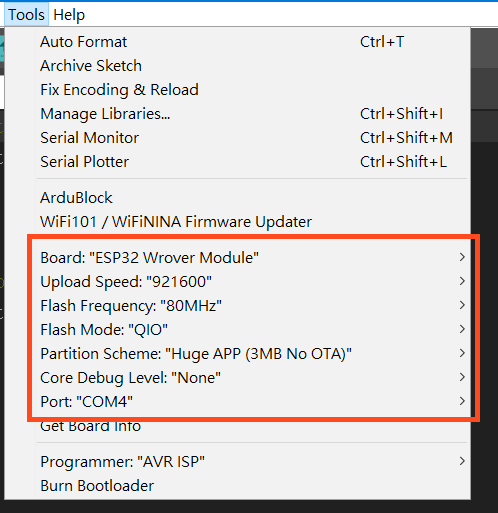 Tools Help
Auto Format Ctrl+T
Archive Sketch
Fix Encoding & Reload
Manage Libraries... Ctrl+Shift+I
Serial Monitor Ctrl+Shift+M
Serial Plotter Ctrl+Shift+L
ArduBlock
WiFi101 / WiFiNINA Firmware Updater
Board: "ESP32 Wrover Module"
Upload Speed: "921600"
Flash Frequency: "80MHz"
Flash Mode: "QIO"
Partition Scheme: "Huge APP (3MB No OTA)"
Core Debug Level: "None"
Port: "COM4"
Get Board Info
Programmer: "AVR ISP"
Burn Bootloader